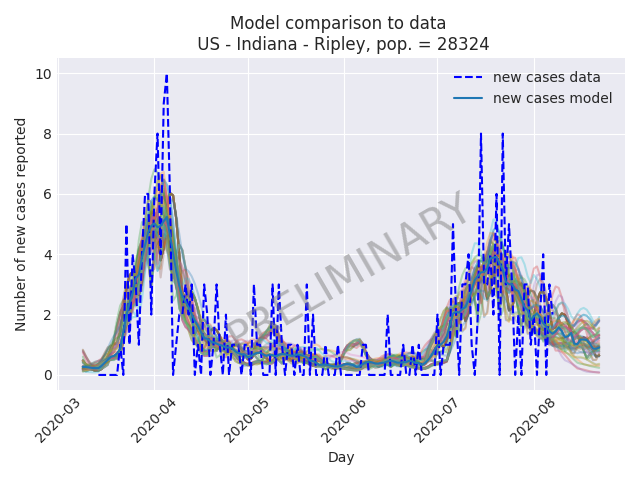 Model comparison to data
US - Indiana - Ripley, pop. = 28324
new cases data
new cases model
PRELIMINARY
Number of new cases reported
10
8
6
4
2
0
2020-03
2020-04
2020-05
2020-06
2020-07
2020-08
Day